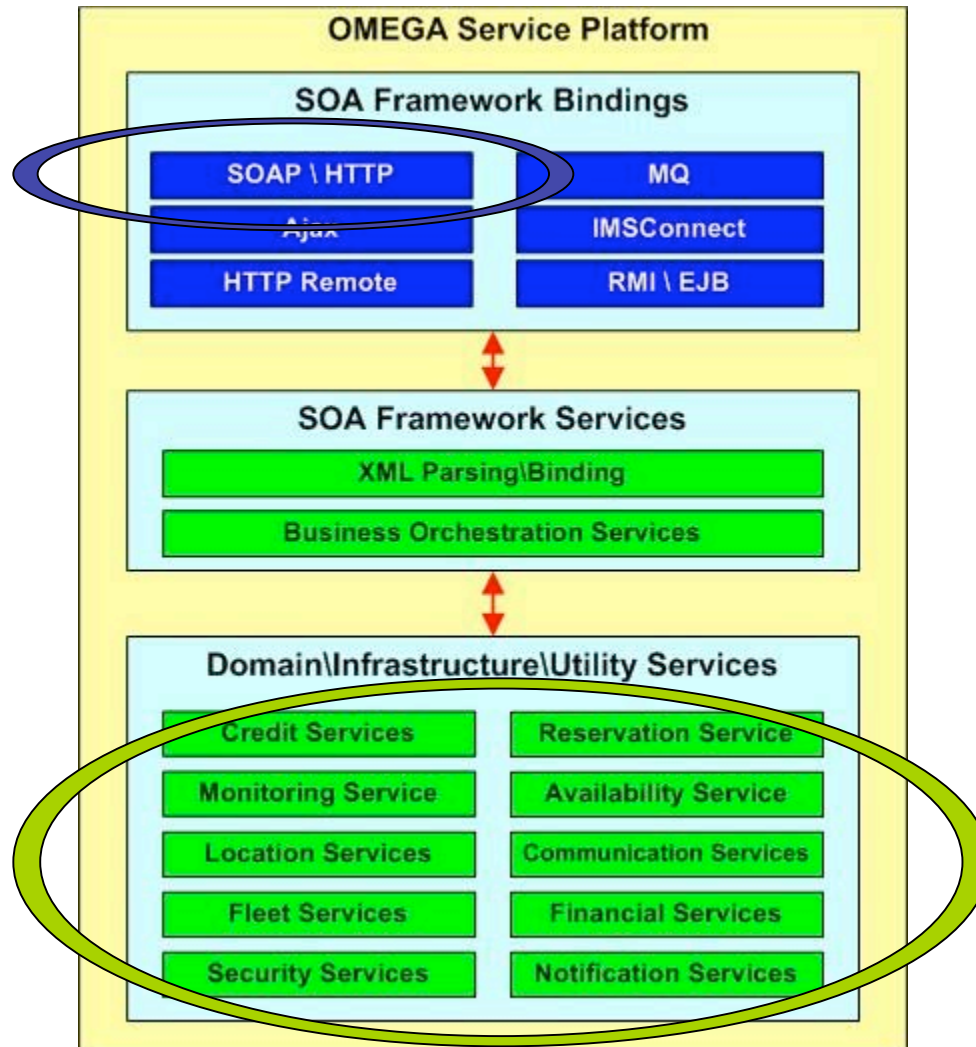 OMEGA Service Platform
SOA Framework Bindings
SOAP \ HTTP
MQ
Ajax
IMSConnect
HTTP Remote
RMI \ EJB
SOA Framework Services
XML Parsing\Binding
Business Orchestration Services
Domain\Infrastructure\Utility Services
Credit Services
Reservation Service
Monitoring Service
Availability Service
Location Services
Communication Services
Fleet Services
Financial Services
Security Services
Notification Services